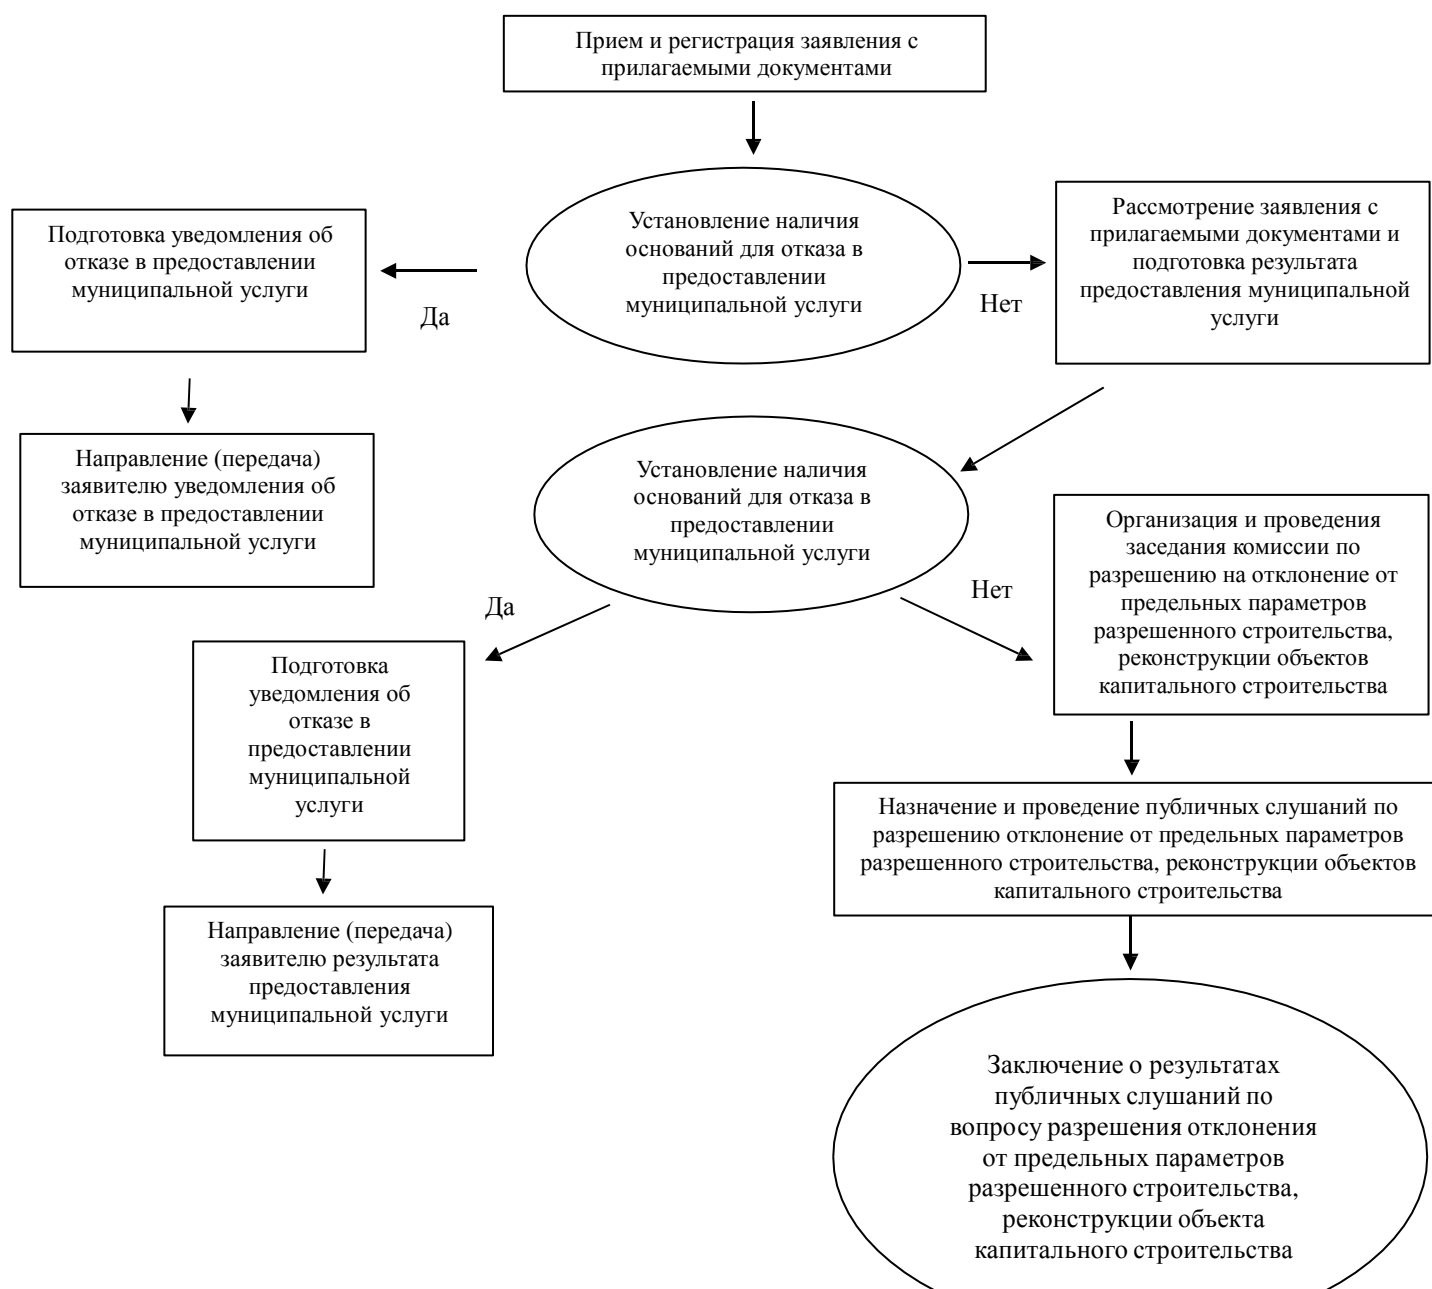 Прием и регистрация заявления с
прилагаемыми документами
Установление наличия
оснований для отказа в
предоставлении
муниципальной услуги
Рассмотрение заявления с
прилагаемыми документами и
подготовка результата
предоставления муниципальной
услуги
Подготовка уведомления об
отказе в предоставлении
муниципальной услуги
Да
Нет
Направление (передача)
заявителю уведомления об
отказе в предоставлении
муниципальной услуги
Установление наличия
оснований для отказа в
предоставлении
муниципальной услуги
Организация и проведения
заседания комиссии по
разрешению на отклонение от
предельных параметров
разрешенного строительства,
реконструкции объектов
капитального строительства
Да
Нет
Подготовка
уведомления об
отказе в
предоставлении
муниципальной
услуги
Назначение и проведение публичных слушаний по
разрешению отклонение от предельных параметров
разрешенного строительства, реконструкции объектов
капитального строительства
Направление (передача)
заявителю результата
предоставления
муниципальной услуги
Заключение о результатах
публичных слушаний по
вопросу разрешения отклонения
от предельных параметров
разрешенного строительства,
реконструкции объекта
капитального строительства